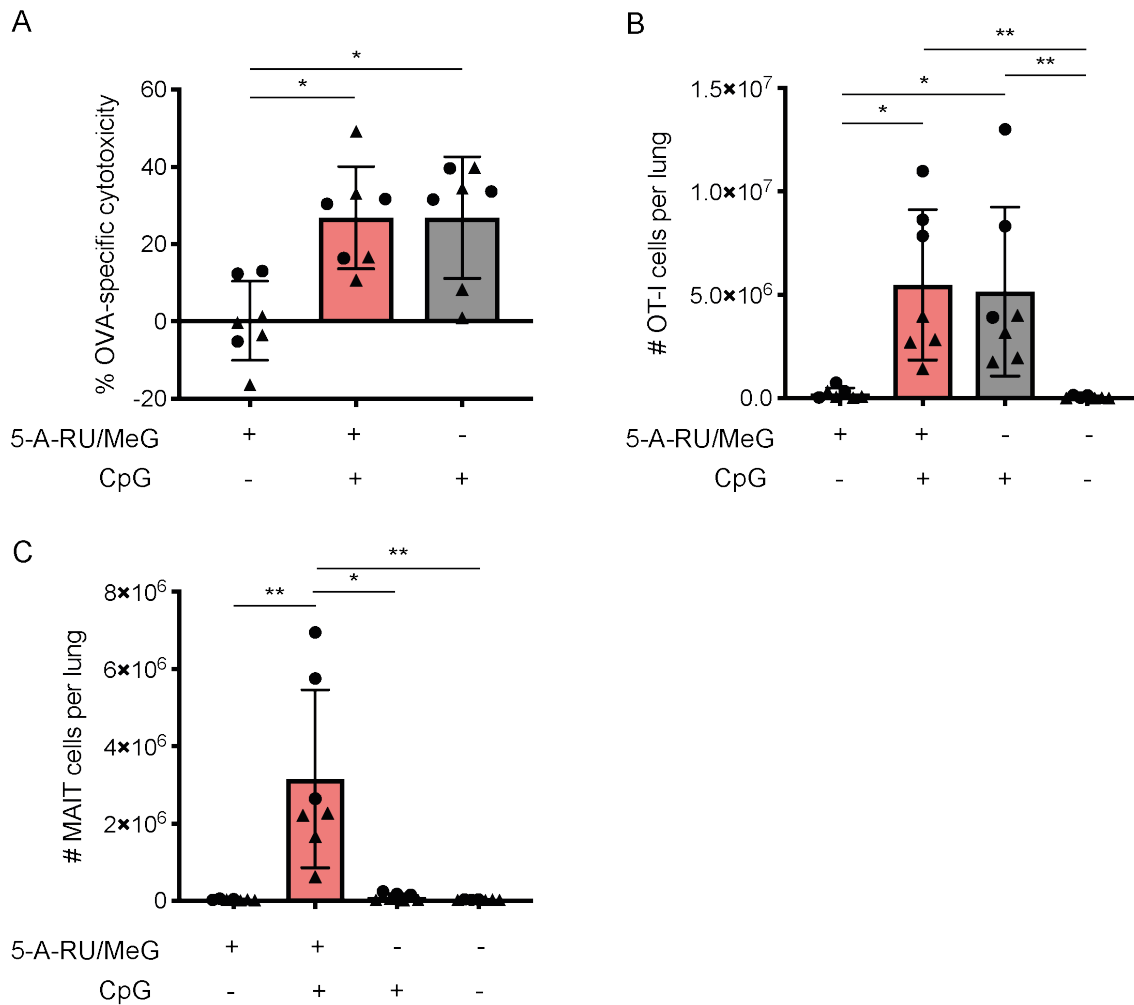 A
% OVA-specific cytotoxicity
* 
*
60
40
20
0
-20
5-A-RU/MeG + + -
CpG - + +
B
# OT-I cells per lung
**
**
*
*
1.5×10⁷
1.0×10⁷
5.0×10⁶
0.0
5-A-RU/MeG + + - -
CpG - + + -
C
# MAIT cells per lung
**
*
**
8×10⁶
6×10⁶
4×10⁶
2×10⁶
0
5-A-RU/MeG + + - -
CpG - + + -